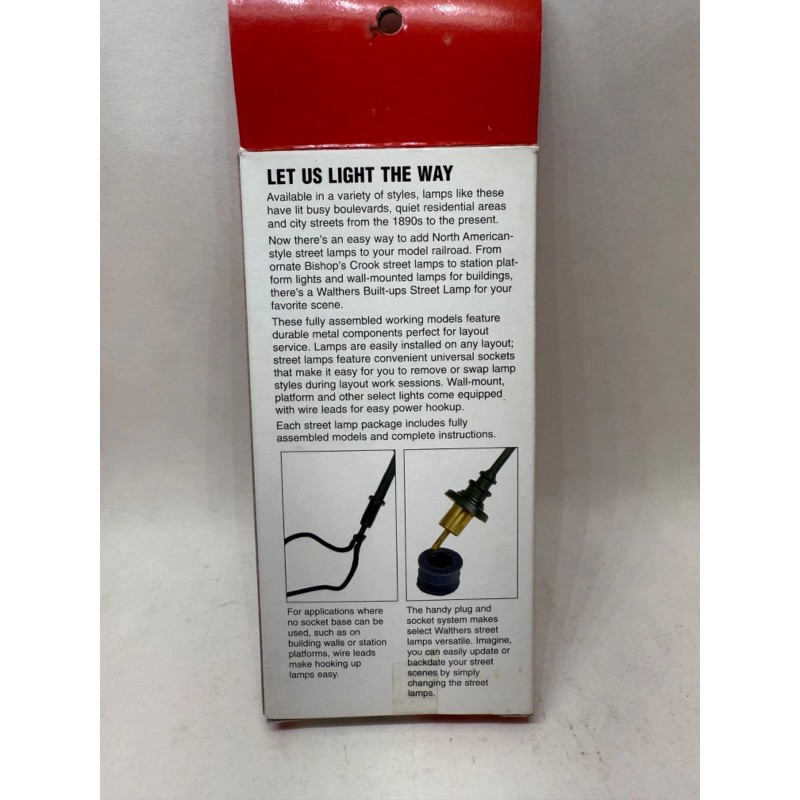 LET US LIGHT THE WAY
Available in a variety of styles, lamps like these
have lit busy boulevards, quiet residential areas
and city streets from the 1890s to the present.
Now there's an easy way to add North American-
style street lamps to your model railroad. From
ornate Bishop's Crook street lamps to station plat-
form lights and wall-mounted lamps for buildings,
there's a Walthers Built-ups Street Lamp for your
favorite scene.
These fully assembled working models feature
durable metal components perfect for layout
service. Lamps are easily installed on any layout;
street lamps feature convenient universal sockets
that make it easy for you to remove or swap lamp
styles during layout work sessions. Wall-mount,
platform and other select lights come equipped
with wire leads for easy power hookup.
Each street lamp package includes fully
assembled models and complete instructions.
For applications where
no socket base can be
used, such as on
building walls or station
platforms, wire leads
make hooking up
lamps easy.
The handy plug and
socket system makes
select Walthers street
lamps versatile. Imagine,
you can easily update or
backdate your street
scenes by simply
changing the street
lamps.